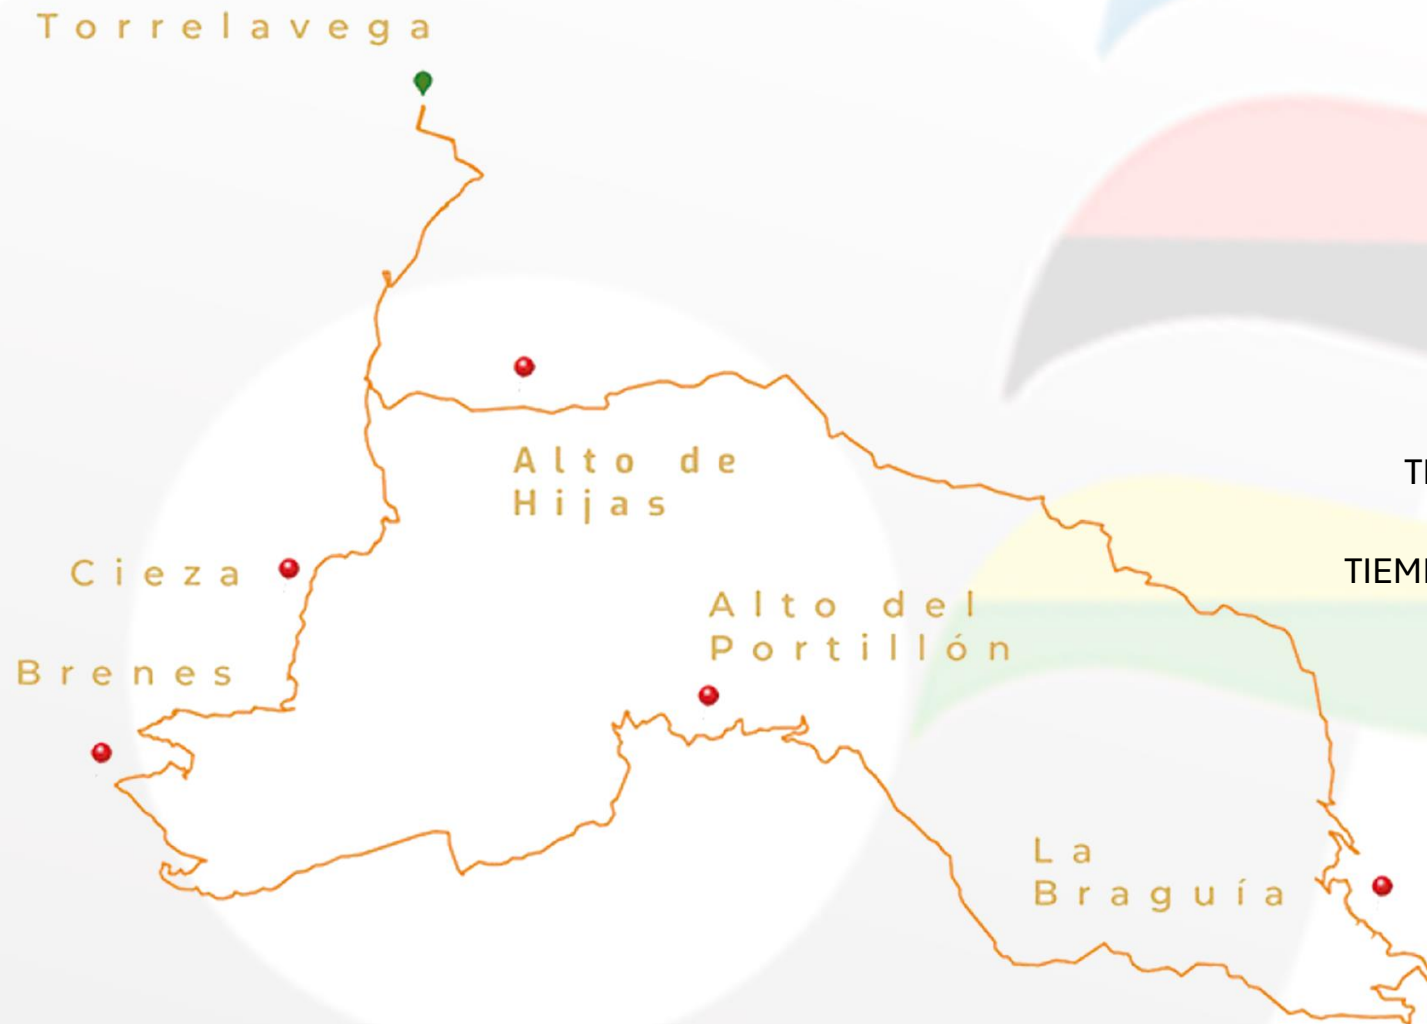 Torrelavega
Alto de
Hijas
Cieza
Alto del
Portillón
Brenes
La
Braguía